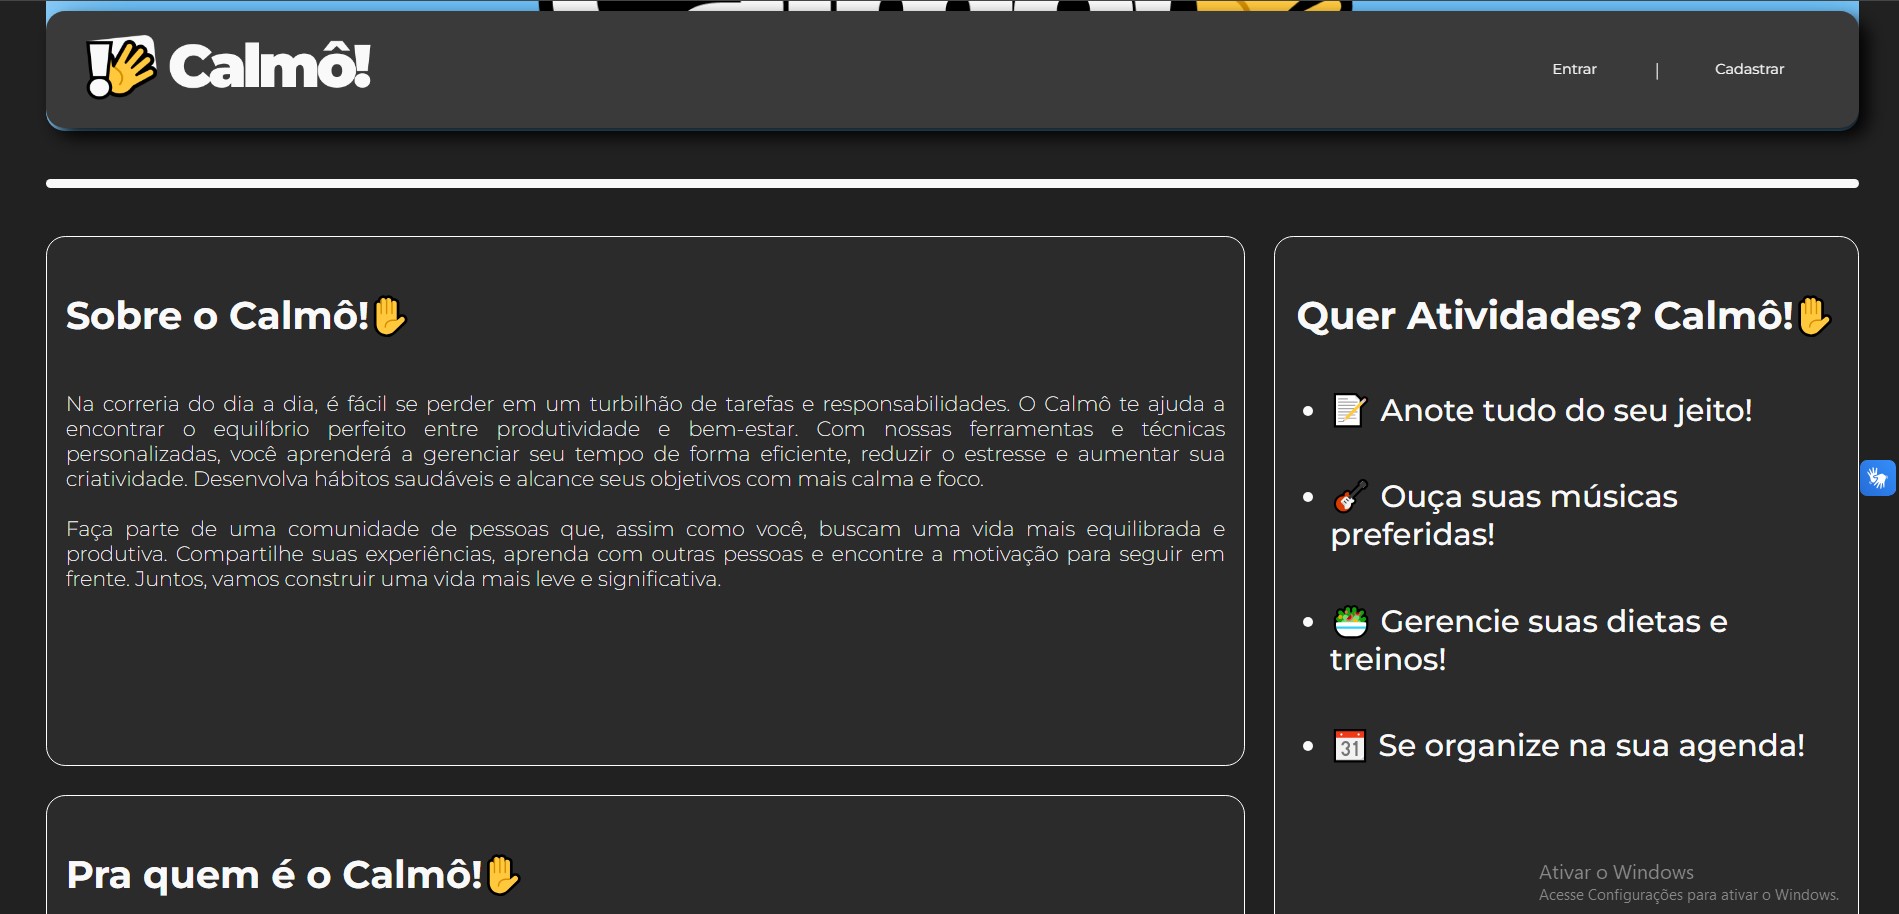 Calmô!
Entrar | Cadastrar
Sobre o Calmô!✋
Na correria do dia a dia, é fácil se perder em um turbilhão de tarefas e responsabilidades. O Calmô te ajuda a
encontrar o equilíbrio perfeito entre produtividade e bem-estar. Com nossas ferramentas e técnicas
personalizadas, você aprenderá a gerenciar seu tempo de forma eficiente, reduzir o estresse e aumentar sua
criatividade. Desenvolva hábitos saudáveis e alcance seus objetivos com mais calma e foco.
Faça parte de uma comunidade de pessoas que, assim como você, buscam uma vida mais equilibrada e
produtiva. Compartilhe suas experiências, aprenda com outras pessoas e encontre a motivação para seguir em
frente. Juntos, vamos construir uma vida mais leve e significativa.
Pra quem é o Calmô!✋
Quer Atividades? Calmô!✋
• 📝 Anote tudo do seu jeito!
• 🎸 Ouça suas músicas
preferidas!
• 🥗 Gerencie suas dietas e
treinos!
• 📅 Se organize na sua agenda!
Ativar o Windows
Acesse Configurações para ativar o Windows.